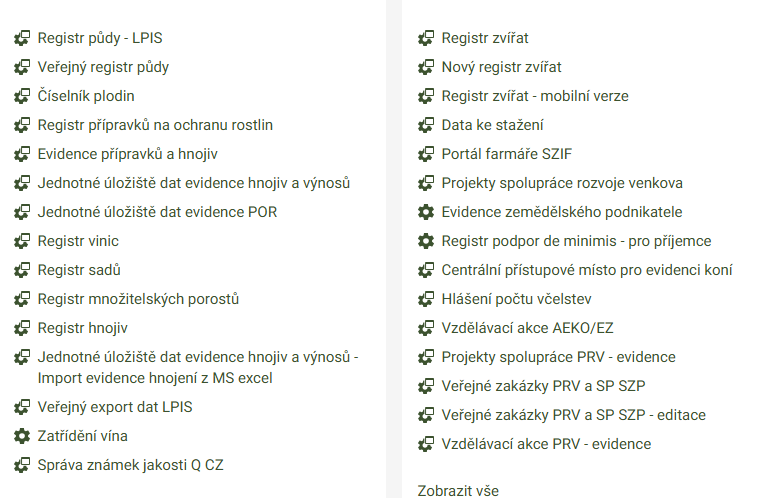 Registr půdy - LPIS
Veřejný registr půdy
Číselník plodin
Registr přípravků na ochranu rostlin
Evidence přípravků a hnojiv
Jednotné úložiště dat evidence hnojiv a výnosů
Jednotné úložiště dat evidence POR
Registr vinic
Registr sadů
Registr množitelských porostů
Registr hnojiv
Jednotné úložiště dat evidence hnojiv a výnosů -
Import evidence hnojení z MS excel
Veřejný export dat LPIS
Zatřídění vína
Správa známek jakosti Q CZ
Registr zvířat
Nový registr zvířat
Registr zvířat - mobilní verze
Data ke stažení
Portál farmáře SZIF
Projekty spolupráce rozvoje venkova
Evidence zemědělského podnikatele
Registr podpor de minimis - pro příjemce
Centrální přístupové místo pro evidenci koní
Hlášení počtu včelstev
Vzdělávací akce AEKO/EZ
Projekty spolupráce PRV - evidence
Veřejné zakázky PRV a SP SZP
Veřejné zakázky PRV a SP SZP - editace
Vzdělávací akce PRV - evidence
Zobrazit vše